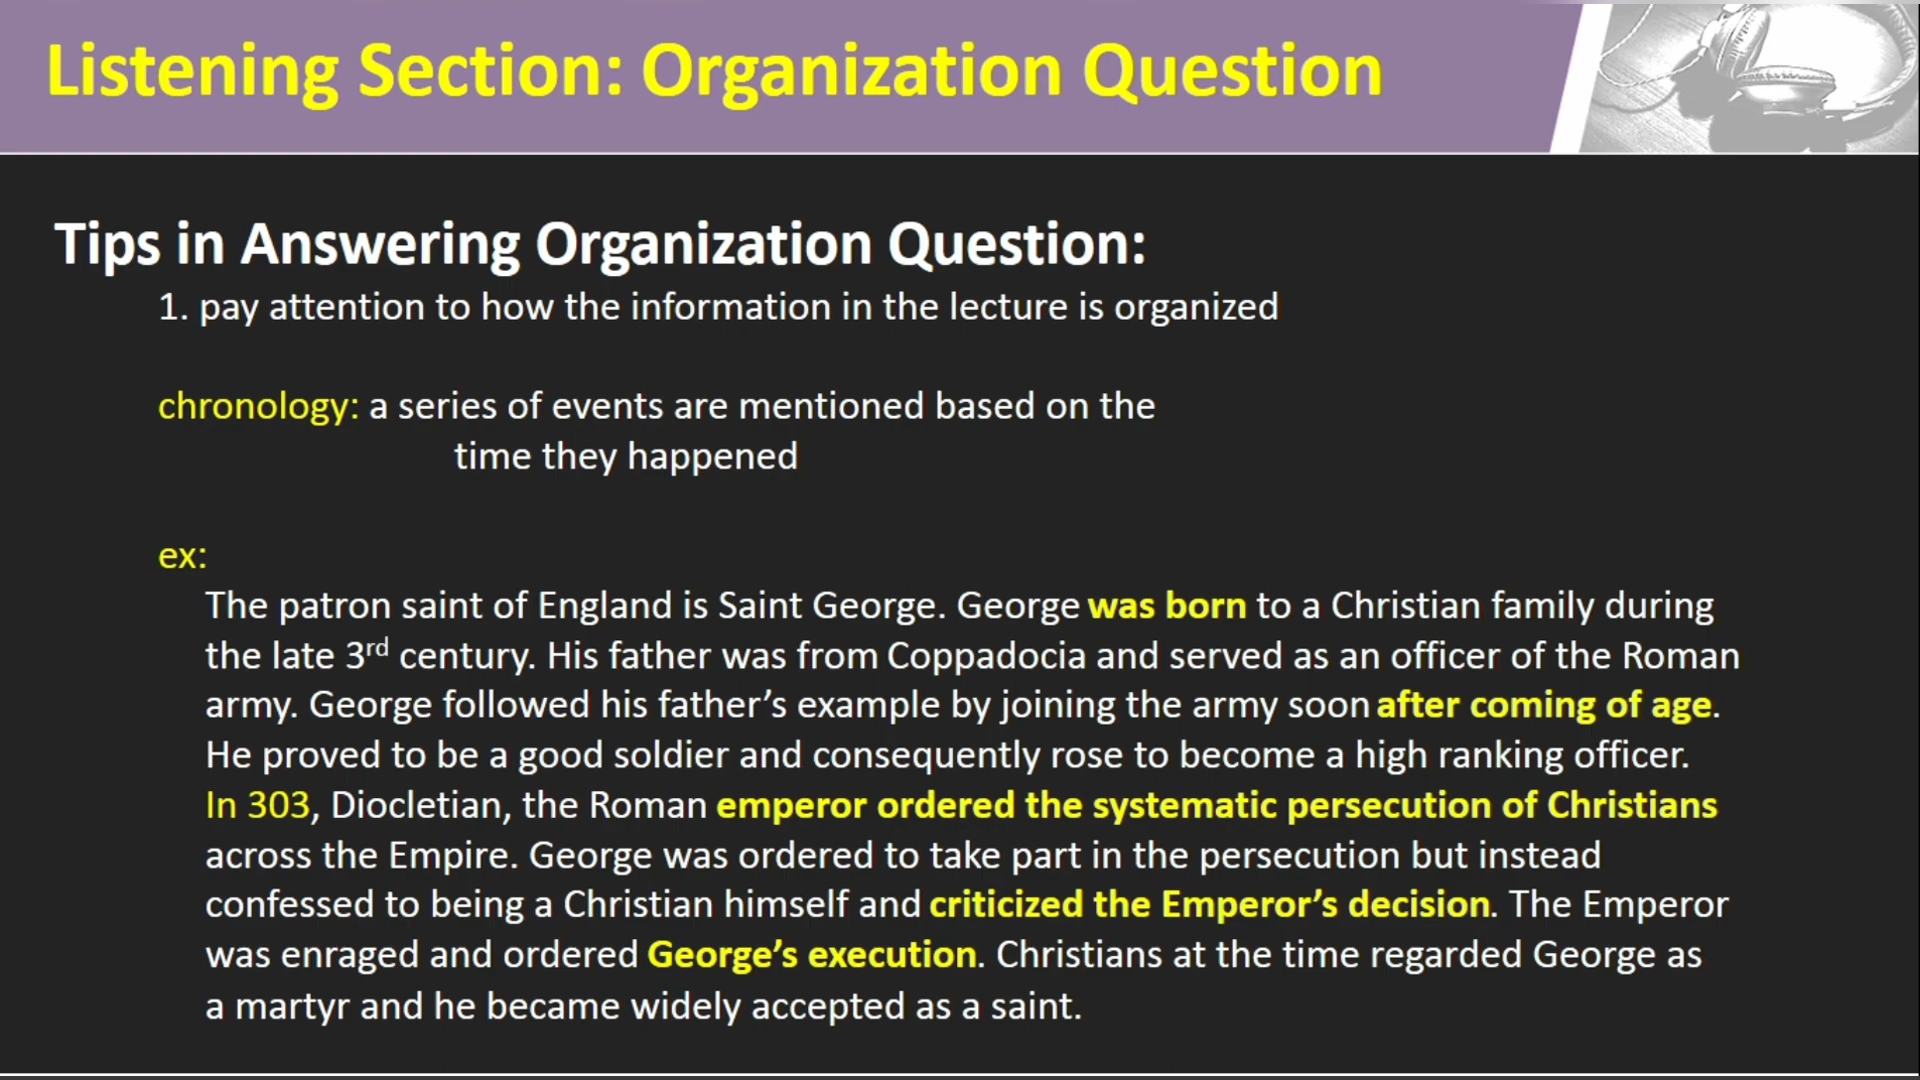 Listening Section: Organization Question
Tips in Answering Organization Question:
1. pay attention to how the information in the lecture is organized
chronology: a series of events are mentioned based on the
time they happened
ex:
The patron saint of England is Saint George. George was born to a Christian family during
the late 3rd century. His father was from Coppadocia and served as an officer of the Roman
army. George followed his father’s example by joining the army soon after coming of age.
He proved to be a good soldier and consequently rose to become a high ranking officer.
In 303, Diocletian, the Roman emperor ordered the systematic persecution of Christians
across the Empire. George was ordered to take part in the persecution but instead
confessed to being a Christian himself and criticized the Emperor’s decision. The Emperor
was enraged and ordered George’s execution. Christians at the time regarded George as
a martyr and he became widely accepted as a saint.